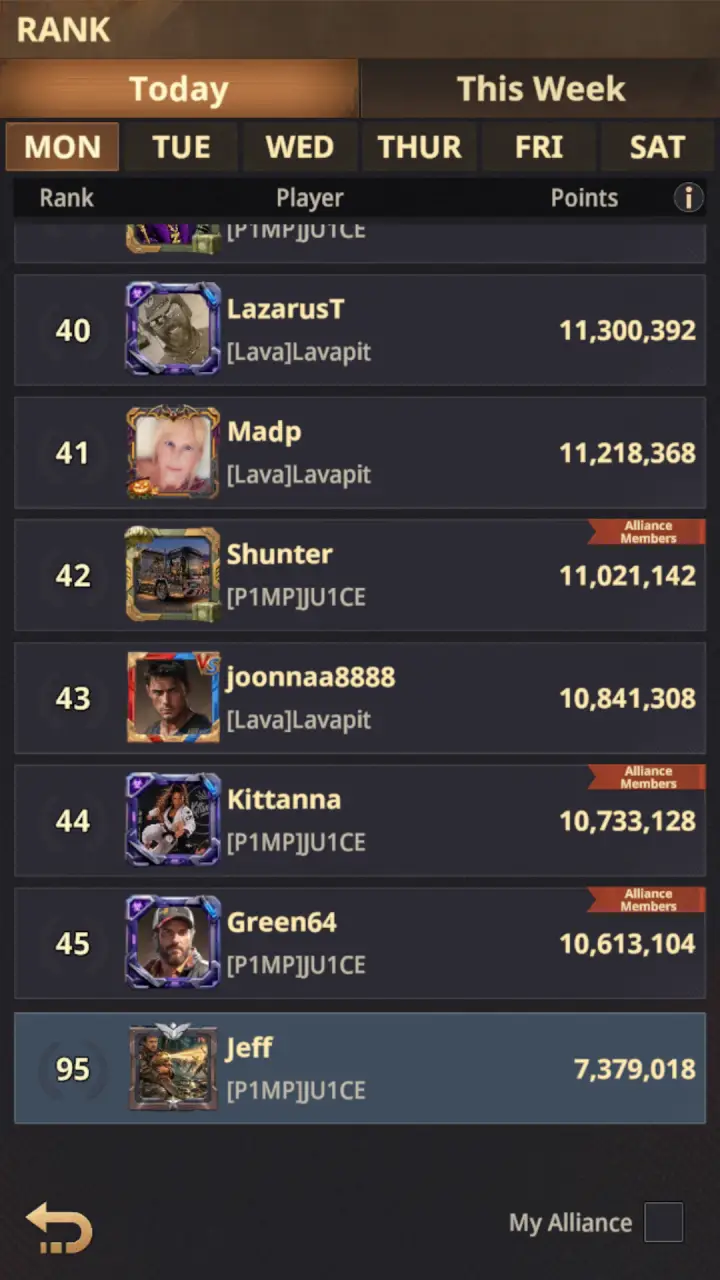 RANK
Today
This Week
MON
TUE
WED
THUR
FRI
SAT
Rank
Player
Points
[P1MP]JU1CE
40
LazarusT
[Lava]Lavapit
11,300,392
41
Madp
[Lava]Lavapit
11,218,368
Alliance
Members
42
Shunter
[P1MP]JU1CE
11,021,142
43
VS
joonnaa8888
[Lava]Lavapit
10,841,308
Alliance
Members
44
Kittanna
[P1MP]JU1CE
10,733,128
Alliance
Members
45
Green64
[P1MP]JU1CE
10,613,104
95
Jeff
[P1MP]JU1CE
7,379,018
My Alliance